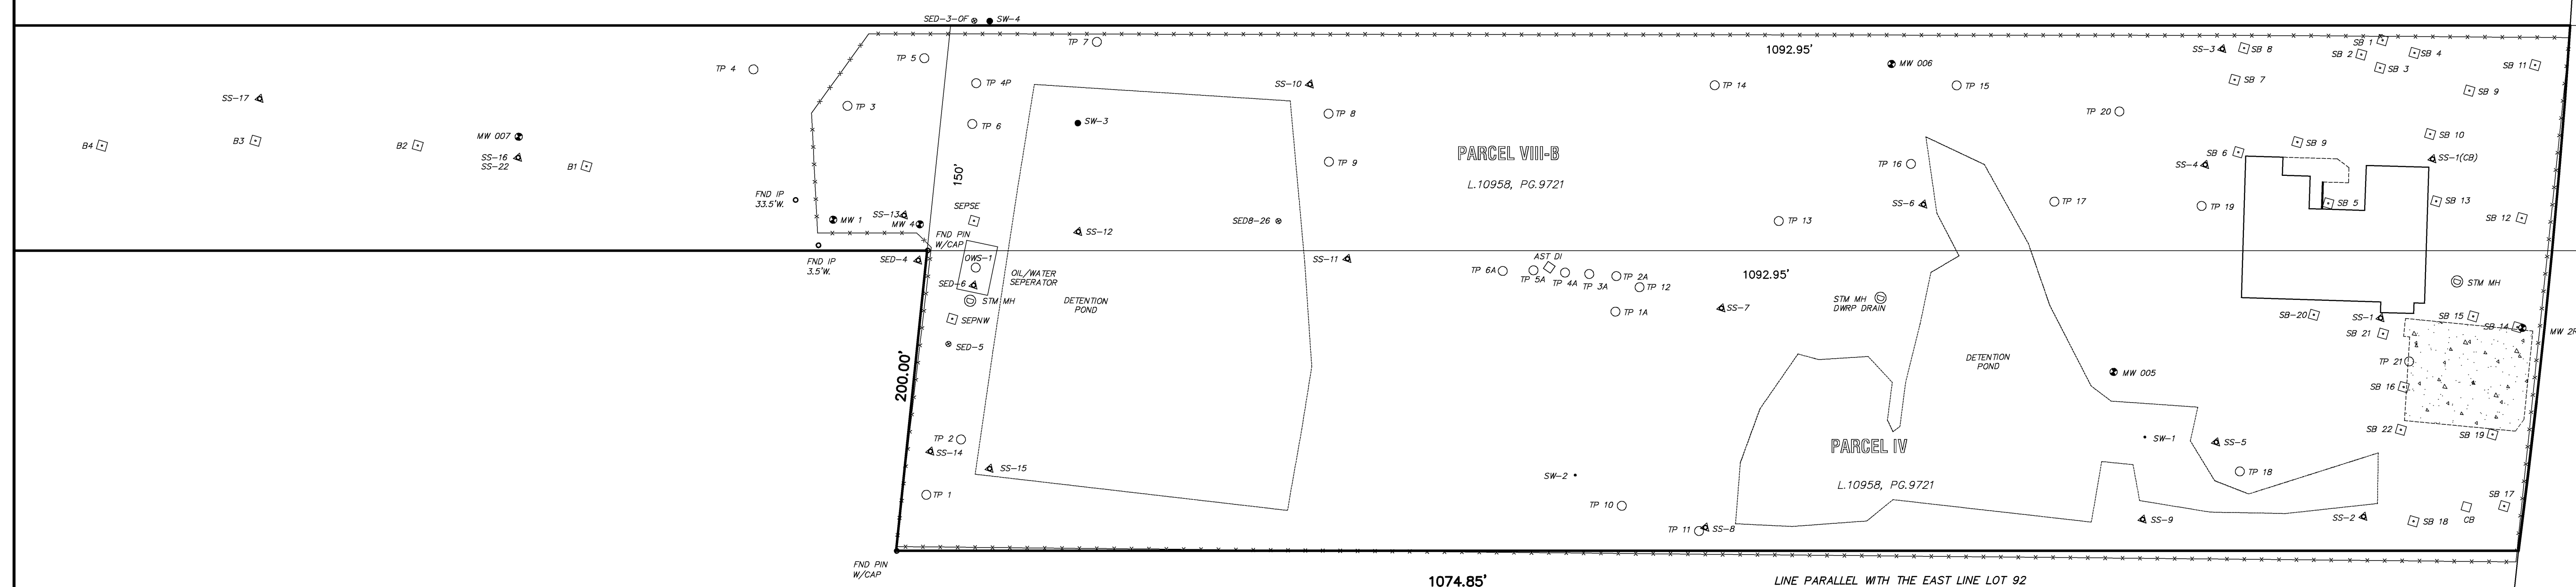 SED-3-OF
SW-4
TP 7
1092.95'
SS-3
SB 8
SB 1
SB 2
SB 4
SB 3
SB 11
TP 4
TP 5
MW 006
SB 7
SB 9
TP 4P
SS-10
TP 14
TP 15
SS-17
TP 3
TP 8
TP 20
SW-3
TP 6
MW 007
SB 10
B4
B3
B2
SB 9
PARCEL VIII-B
SB 6
SS-1(CB)
SS-16
SS-22
B1
TP 9
TP 16
SS-4
150'
L.10958, PG.9721
FND IP
33.5'W.
SEPSE
SS-6
TP 17
TP 19
SB 5
SB 13
SS-13
MW 1
MW 4
SED8-26
TP 13
SB 12
FND PIN
W/CAP
SS-12
SED-4
OWS-1
SS-11
AST DI
FND IP
3.5'W.
OIL/WATER
SEPERATOR
TP 6A
TP 5A
TP 4A
TP 3A
TP 2A
TP 12
1092.95'
SED-6
STM MH
DETENTION
POND
STM MH
DWRP DRAIN
STM MH
SEPNW
TP 1A
SS-7
SB-20
SS-1
SB 15
SB 14
MW 2R
SB 21
SED-5
DETENTION
POND
TP 21
200.00'
MW 005
SB 16
TP 2
SS-14
SW-1
SS-5
SB 22
SB 19
PARCEL IV
SS-15
SW-2
TP 18
L.10958, PG.9721
TP 1
TP 10
SB 17
TP 11
SS-8
SS-9
SS-2
SB 18
CB
FND PIN
W/CAP
1074.85'
LINE PARALLEL WITH THE EAST LINE LOT 92